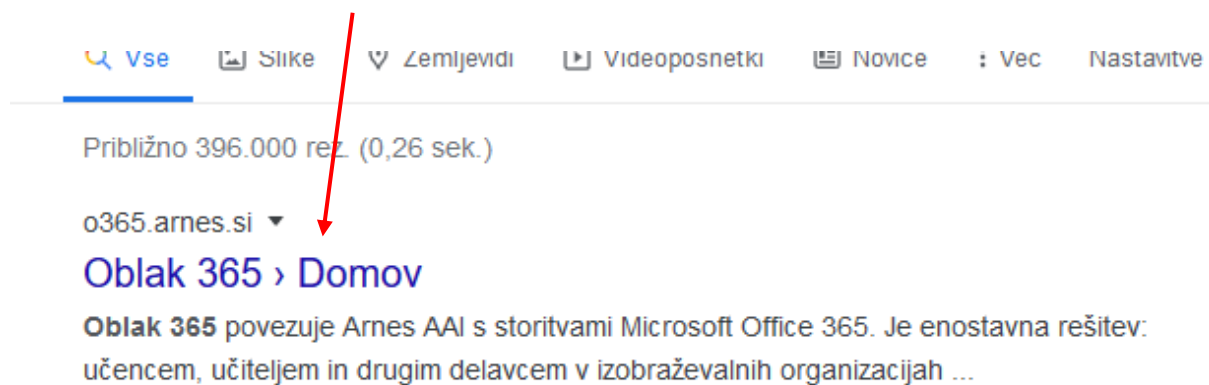 Vse Slike Zemljevidi Videoposnetki Novice : Več Nastavitve
Približno 396.000 rez. (0,26 sek.)
o365.arnes.si
Oblak 365 › Domov
Oblak 365 povezuje Arnes AAI s storitvami Microsoft Office 365. Je enostavna rešitev:
učencem, učiteljem in drugim delavcem v izobraževalnih organizacijah ...